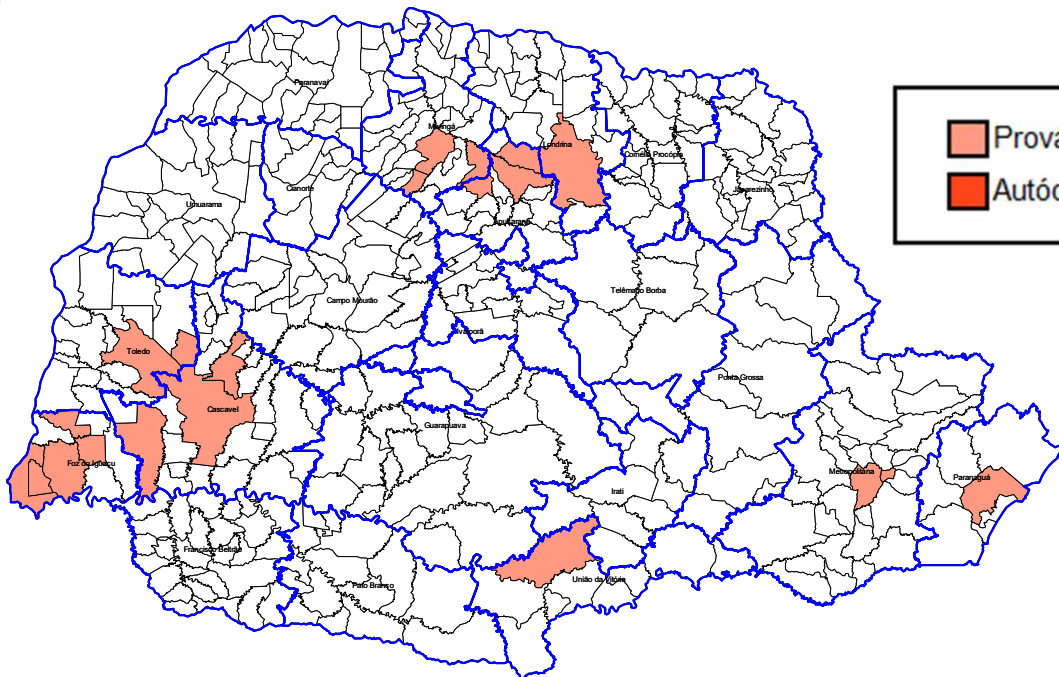 Paranavaí
Maringá
Londrina
Cornélio Procópio
Jacarezinho
Umuarama
Cianorte
Apucarana
Campo Mourão
Telêmaco Borba
Ivaiporã
Toledo
Ponta Grossa
Cascavel
Guarapuava
Foz do Iguaçu
Metropolitana
Paranaguá
Irati
Francisco Beltrão
Pato Branco
União da Vitória
Prová
Autóc